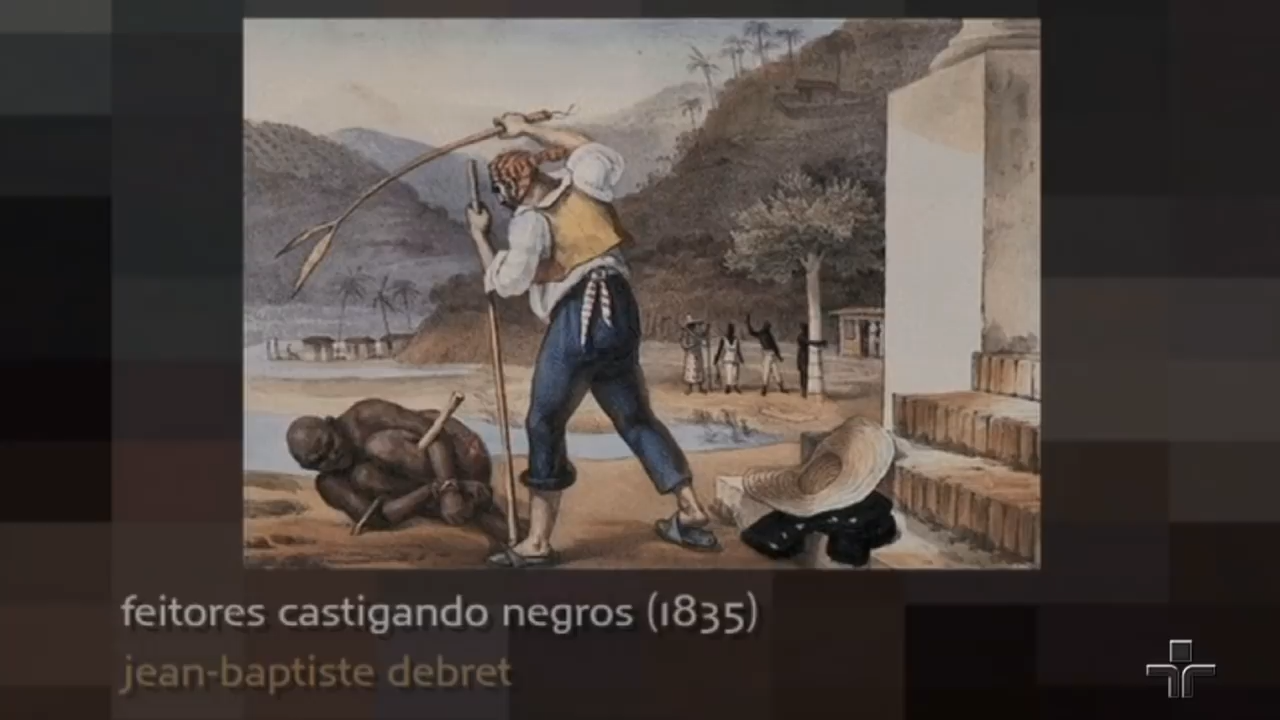 feitores castigando negros (1835)
jean-baptiste debret